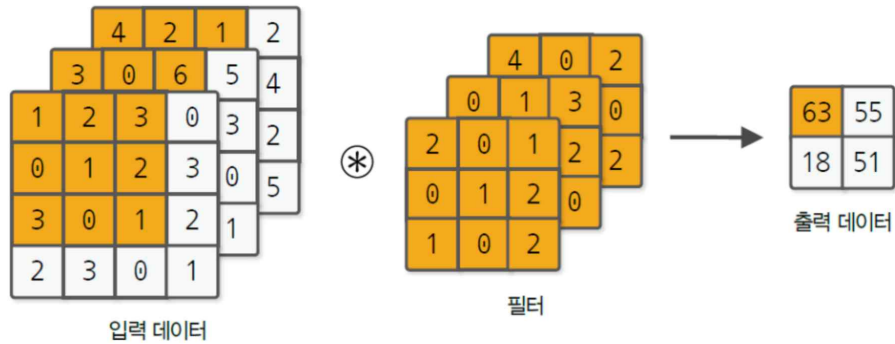 4 2 1 2
3 0 6 5 4
1 2 3 0 3 2
0 1 2 3 0 5
3 0 1 2 1
2 3 0 1
입력 데이터
⊛
4 0 2
0 1 3 0
2 0 1 2 2
0 1 2 0
1 0 2
필터
63 55
18 51
출력 데이터